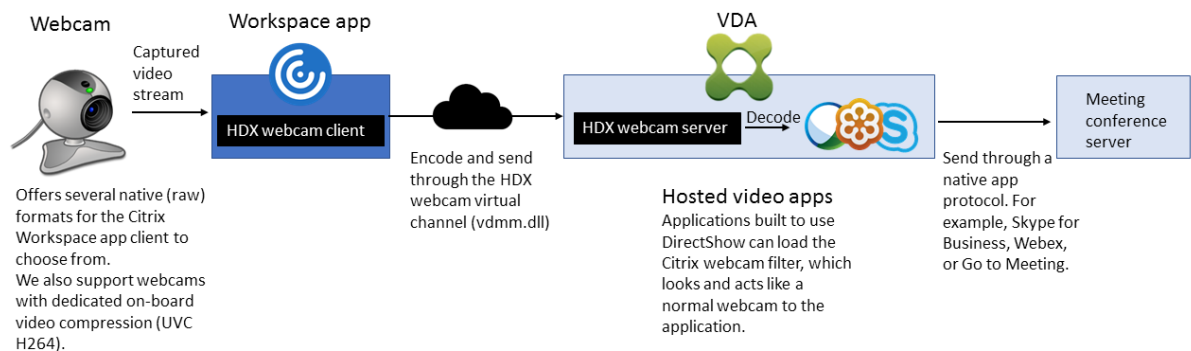 Webcam
Workspace app
VDA
Captured
video
stream
HDX webcam client
HDX webcam server
Decode
S
Meeting
conference
server
Offers several native (raw)
formats for the Citrix
Workspace app client to
choose from.
We also support webcams
with dedicated on-board
video compression (UVC
H264).
Encode and send
through the HDX
webcam virtual
channel (vdmm.dll)
Hosted video apps
Applications built to use
DirectShow can load the
Citrix webcam filter, which
looks and acts like a
normal webcam to the
application.
Send through a
native app
protocol. For
example, Skype for
Business, Webex,
or Go to Meeting.